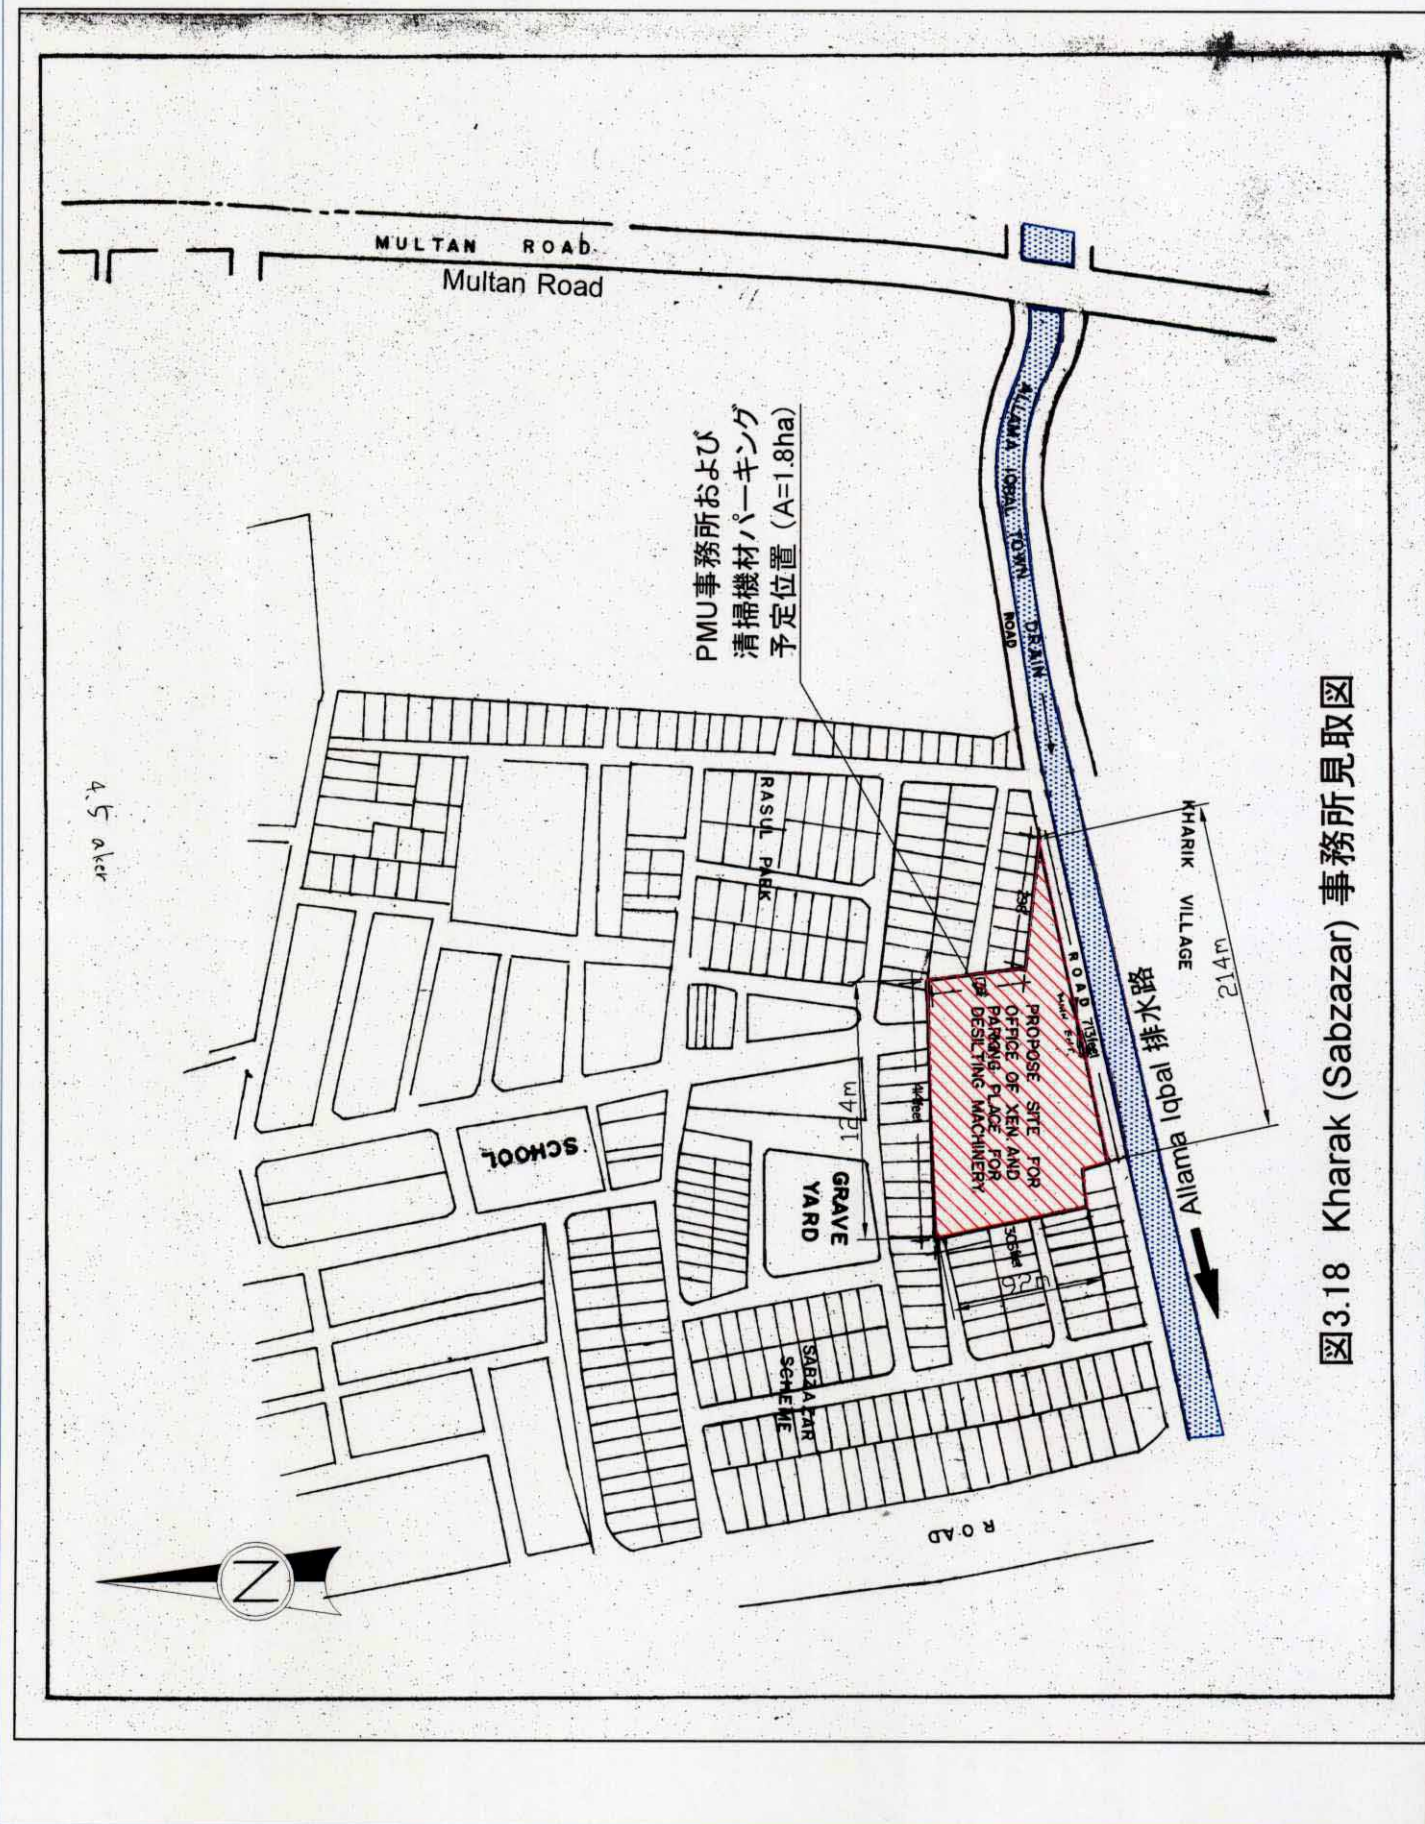 MULTAN ROAD
Multan Road
ALLAMA IQBAL TOWN DRAIN
ROAD
PMU事務所および
清掃機材パーキング
予定位置（A=1.8ha）
4.5 aker
RASUL PARK
KHARIK VILLAGE
214m
ROAD 713feet
PROPOSE SITE FOR
OFFICE OF XEN. AND
PARKING PLACE FOR
DESILTING MACHINERY.
Allama Iqbal 排水路
124m
SCHOOL
GRAVE
YARD
SABZAZAR
SCHEME
ROAD
N
図3.18 Kharak (Sabzazar) 事務所見取図